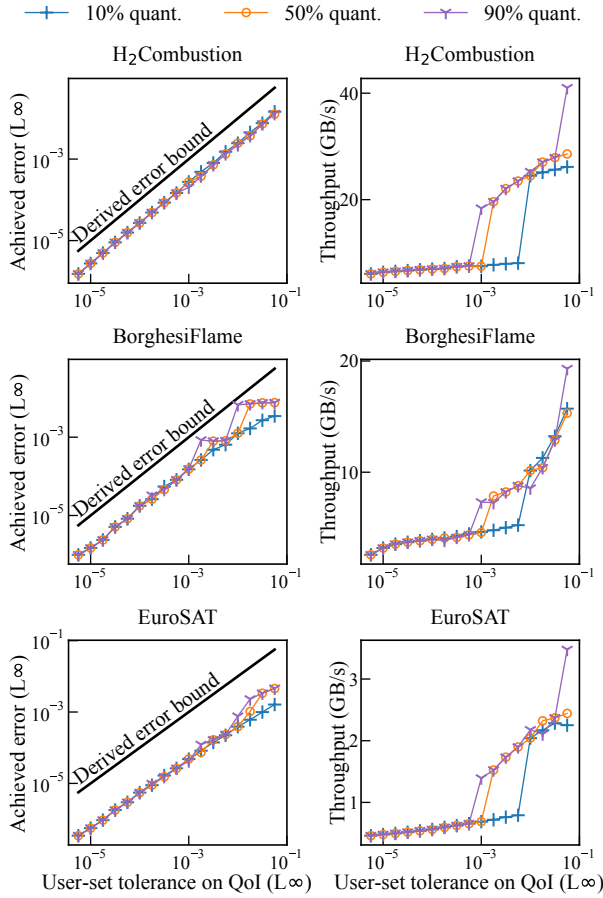 10% quant. 50% quant. 90% quant.
H₂Combustion
Achieved error (L∞)
10⁻³
10⁻⁵
Derived error bound
10⁻⁵ 10⁻³ 10⁻¹
Throughput (GB/s)
40
20
10⁻⁵ 10⁻³ 10⁻¹
BorghesiFlame
BorghesiFlame
Achieved error (L∞)
10⁻³
10⁻⁵
Derived error bound
10⁻⁵ 10⁻³ 10⁻¹
Throughput (GB/s)
20
10
10⁻⁵ 10⁻³ 10⁻¹
EuroSAT
EuroSAT
Achieved error (L∞)
10⁻¹
10⁻³
10⁻⁵
Derived error bound
10⁻⁵ 10⁻³ 10⁻¹
User-set tolerance on QoI (L∞)
Throughput (GB/s)
3
2
1
10⁻⁵ 10⁻³ 10⁻¹
User-set tolerance on QoI (L∞)
H₂Combustion